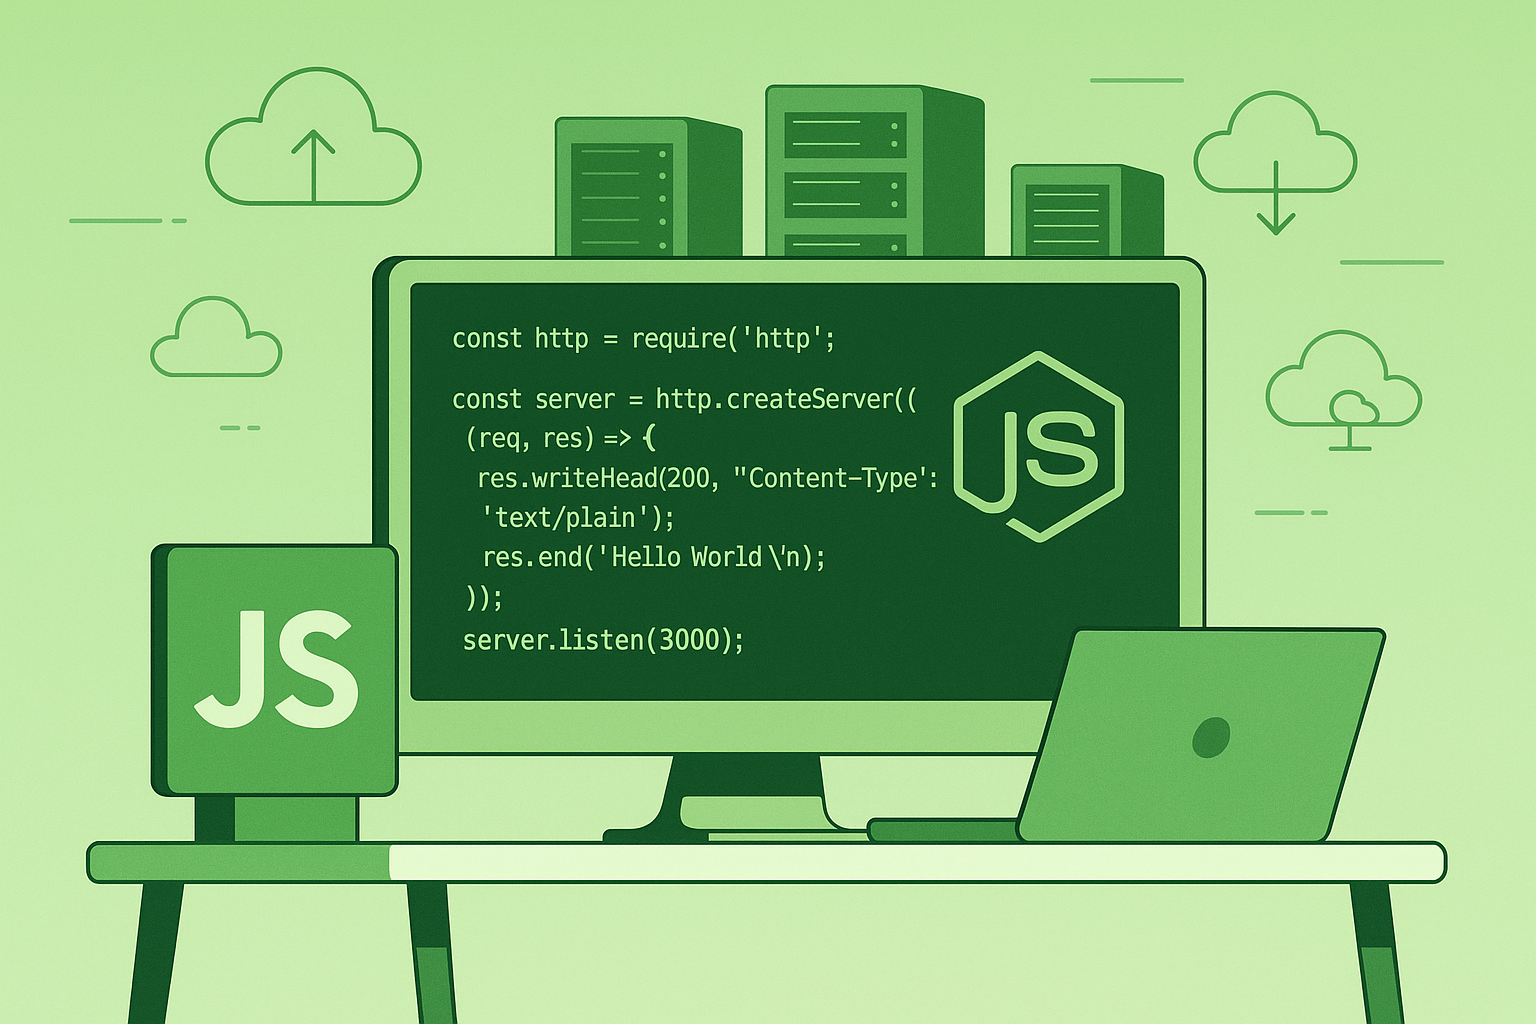 const http = require('http';
const server = http.createServer((
(req, res) => {
res.writeHead(200, "Content-Type':
'text/plain');
res.end('Hello World \'n);
));
server.listen(3000);
JS
JS